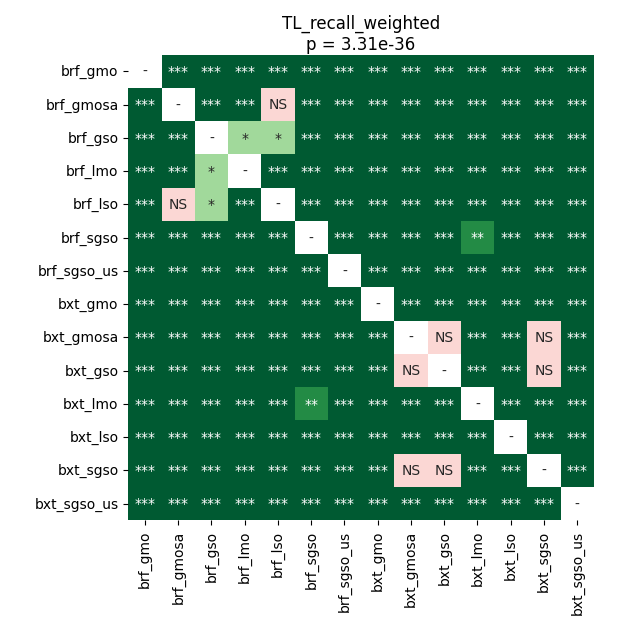 TL_recall_weighted
p = 3.31e-36
brf_gmo - *** *** *** *** *** *** *** *** *** *** *** *** ***
brf_gmosa *** - *** *** NS *** *** *** *** *** *** *** *** ***
brf_gso *** *** - * * *** *** *** *** *** *** *** *** ***
brf_lmo *** *** * - *** *** *** *** *** *** *** *** *** ***
brf_lso *** NS * *** - *** *** *** *** *** *** *** *** ***
brf_sgso *** *** *** *** *** - *** *** *** *** ** *** *** ***
brf_sgso_us *** *** *** *** *** *** - *** *** *** *** *** *** ***
bxt_gmo *** *** *** *** *** *** *** - *** *** *** *** *** ***
bxt_gmosa *** *** *** *** *** *** *** *** - NS *** *** NS ***
bxt_gso *** *** *** *** *** *** *** *** NS - *** *** NS ***
bxt_lmo *** *** *** *** *** ** *** *** *** *** - *** *** ***
bxt_lso *** *** *** *** *** *** *** *** *** *** *** - *** ***
bxt_sgso *** *** *** *** *** *** *** *** NS NS *** *** - ***
bxt_sgso_us *** *** *** *** *** *** *** *** *** *** *** *** *** -
brf_gmo brf_gmosa brf_gso brf_lmo brf_lso brf_sgso brf_sgso_us bxt_gmo bxt_gmosa bxt_gso bxt_lmo bxt_lso bxt_sgso bxt_sgso_us